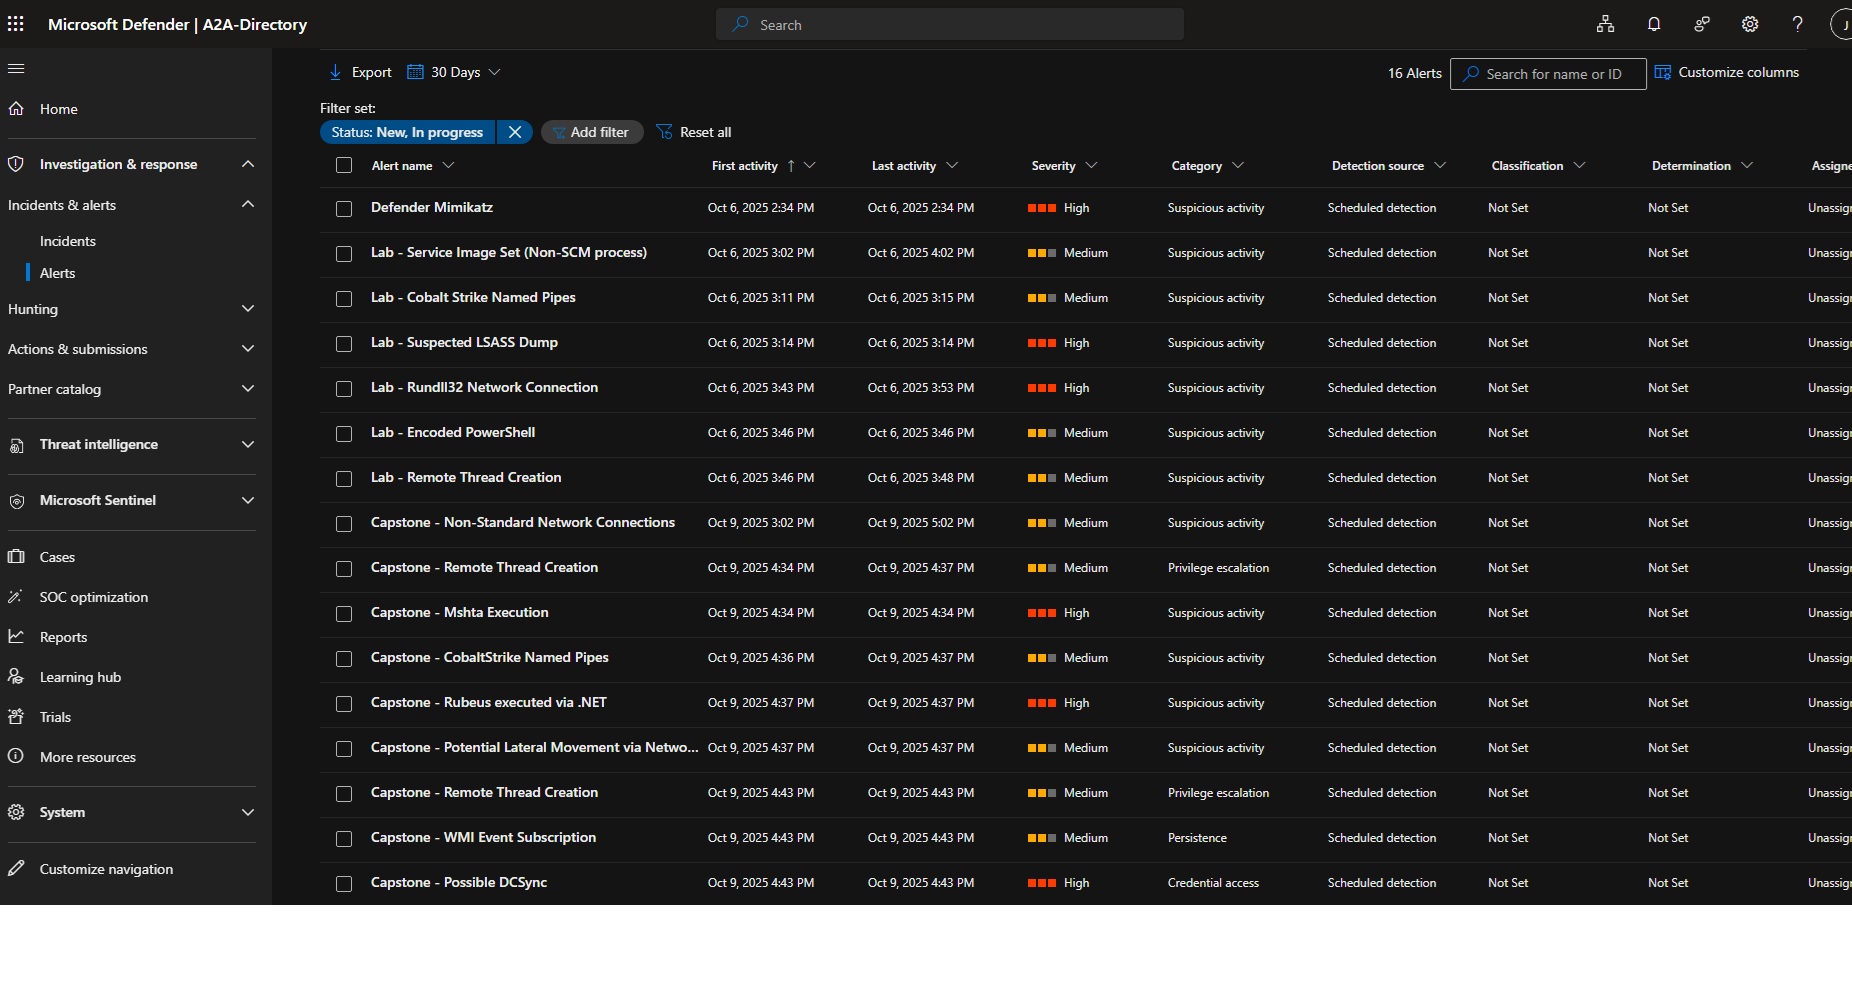 Microsoft Defender | A2A-Directory
Search
J
Home
Investigation & response
Incidents & alerts
Incidents
Alerts
Hunting
Actions & submissions
Partner catalog
Threat intelligence
Microsoft Sentinel
Cases
SOC optimization
Reports
Learning hub
Trials
More resources
System
Customize navigation
Export 30 Days 16 Alerts Search for name or ID Customize columns
Filter set:
Status: New, In progress Add filter Reset all
Alert name First activity Last activity Severity Category Detection source Classification Determination Assigne
Defender Mimikatz Oct 6, 2025 2:34 PM Oct 6, 2025 2:34 PM High Suspicious activity Scheduled detection Not Set Not Set Unassig
Lab - Service Image Set (Non-SCM process) Oct 6, 2025 3:02 PM Oct 6, 2025 4:02 PM Medium Suspicious activity Scheduled detection Not Set Not Set Unassig
Lab - Cobalt Strike Named Pipes Oct 6, 2025 3:11 PM Oct 6, 2025 3:15 PM Medium Suspicious activity Scheduled detection Not Set Not Set Unassig
Lab - Suspected LSASS Dump Oct 6, 2025 3:14 PM Oct 6, 2025 3:14 PM High Suspicious activity Scheduled detection Not Set Not Set Unassig
Lab - Rundll32 Network Connection Oct 6, 2025 3:43 PM Oct 6, 2025 3:53 PM High Suspicious activity Scheduled detection Not Set Not Set Unassig
Lab - Encoded PowerShell Oct 6, 2025 3:46 PM Oct 6, 2025 3:46 PM Medium Suspicious activity Scheduled detection Not Set Not Set Unassig
Lab - Remote Thread Creation Oct 6, 2025 3:46 PM Oct 6, 2025 3:48 PM Medium Suspicious activity Scheduled detection Not Set Not Set Unassig
Capstone - Non-Standard Network Connections Oct 9, 2025 3:02 PM Oct 9, 2025 5:02 PM Medium Suspicious activity Scheduled detection Not Set Not Set Unassig
Capstone - Remote Thread Creation Oct 9, 2025 4:34 PM Oct 9, 2025 4:37 PM Medium Privilege escalation Scheduled detection Not Set Not Set Unassig
Capstone - Mshta Execution Oct 9, 2025 4:34 PM Oct 9, 2025 4:34 PM High Suspicious activity Scheduled detection Not Set Not Set Unassig
Capstone - CobaltStrike Named Pipes Oct 9, 2025 4:36 PM Oct 9, 2025 4:37 PM Medium Suspicious activity Scheduled detection Not Set Not Set Unassig
Capstone - Rubeus executed via .NET Oct 9, 2025 4:37 PM Oct 9, 2025 4:37 PM High Suspicious activity Scheduled detection Not Set Not Set Unassig
Capstone - Potential Lateral Movement via Netwo... Oct 9, 2025 4:37 PM Oct 9, 2025 4:37 PM Medium Suspicious activity Scheduled detection Not Set Not Set Unassig
Capstone - Remote Thread Creation Oct 9, 2025 4:43 PM Oct 9, 2025 4:43 PM Medium Privilege escalation Scheduled detection Not Set Not Set Unassig
Capstone - WMI Event Subscription Oct 9, 2025 4:43 PM Oct 9, 2025 4:43 PM Medium Persistence Scheduled detection Not Set Not Set Unassig
Capstone - Possible DCSync Oct 9, 2025 4:43 PM Oct 9, 2025 4:43 PM High Credential access Scheduled detection Not Set Not Set Unassig